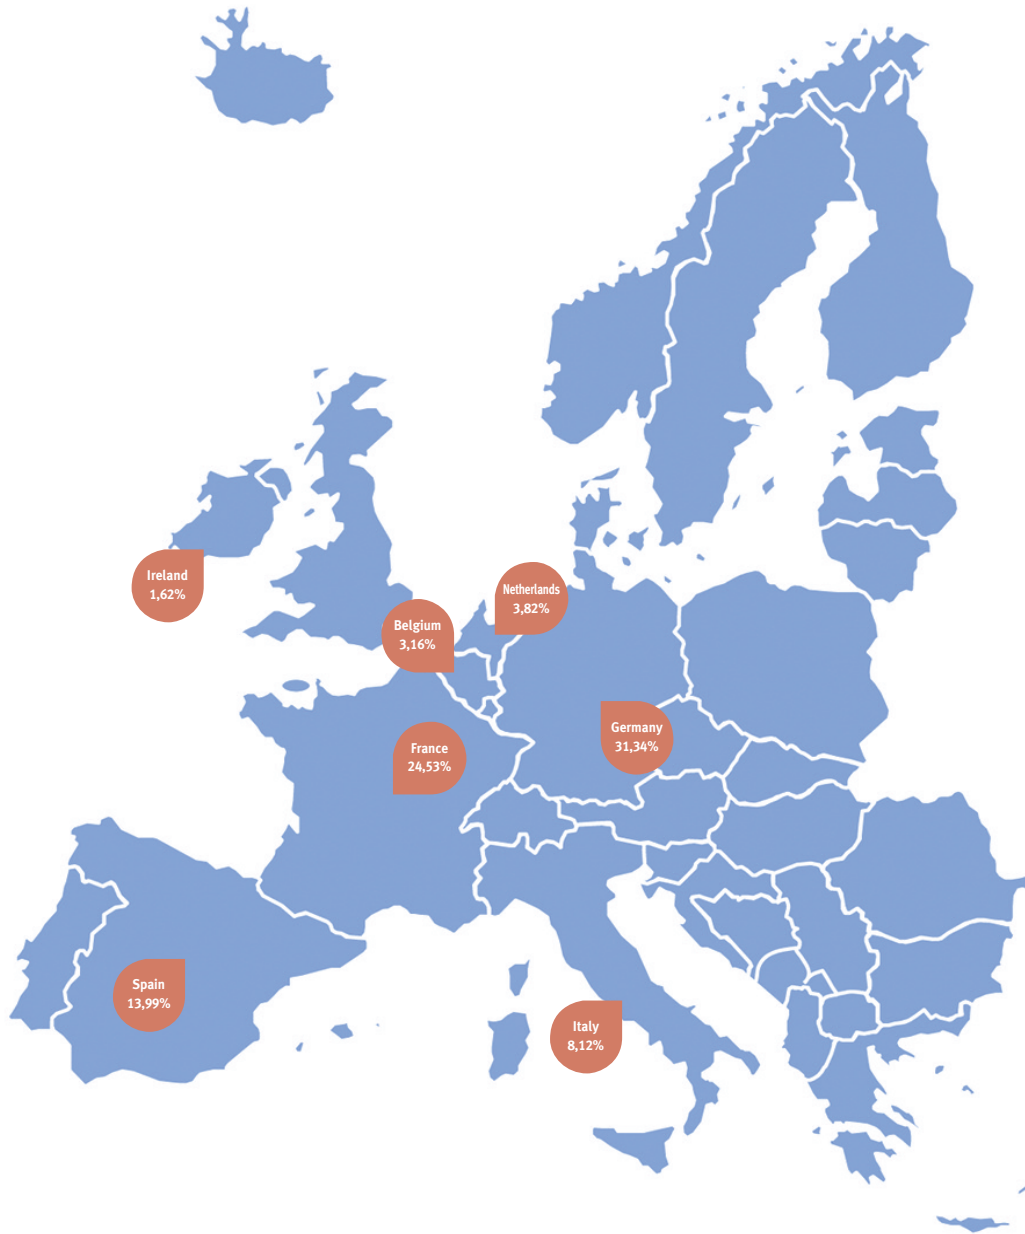 Ireland
1,62%
Netherlands
3,82%
Belgium
3,16%
Germany
31,34%
France
24,53%
Spain
13,99%
Italy
8,12%